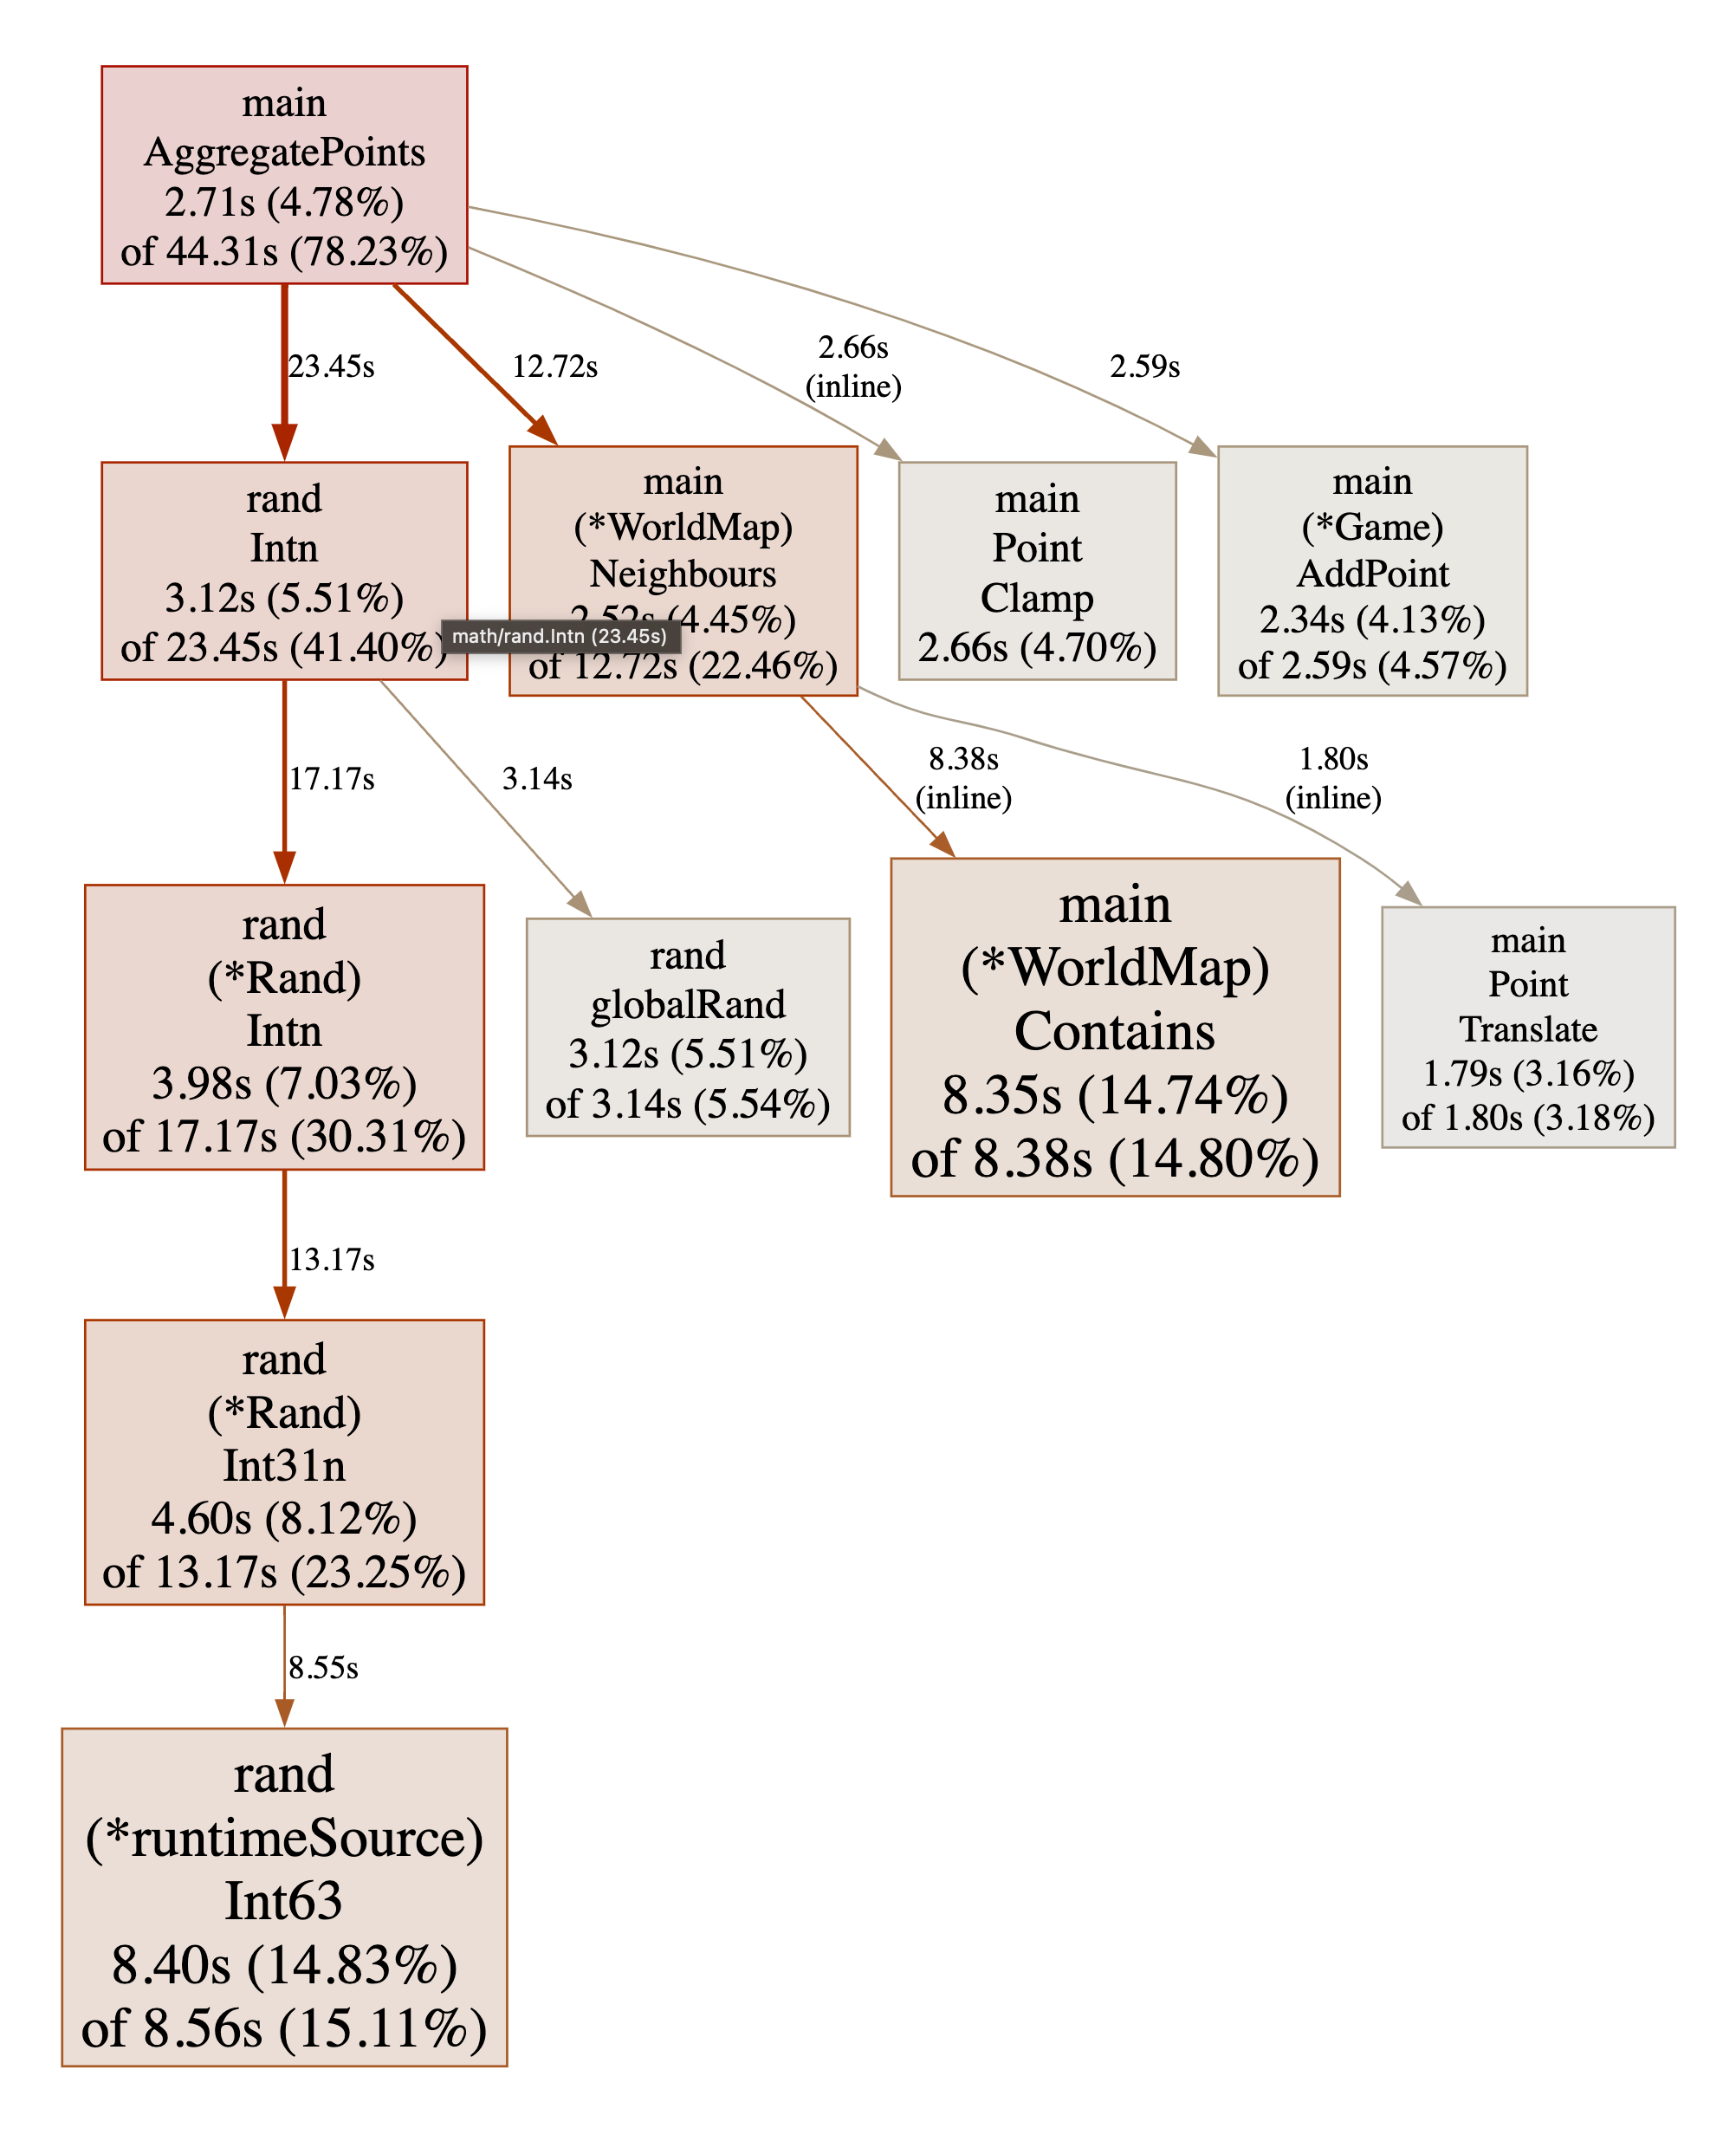 main
AggregatePoints
2.71s (4.78%)
of 44.31s (78.23%)
23.45s
12.72s
2.66s
(inline)
2.59s
rand
Intn
3.12s (5.51%)
of 23.45s (41.40%)
main
(*WorldMap)
Neighbours
2.52s (4.45%)
of 12.72s (22.46%)
math/rand.Intn (23.45s)
main
Point
Clamp
2.66s (4.70%)
main
(*Game)
AddPoint
2.34s (4.13%)
of 2.59s (4.57%)
17.17s
3.14s
8.38s
(inline)
1.80s
(inline)
rand
(*Rand)
Intn
3.98s (7.03%)
of 17.17s (30.31%)
rand
globalRand
3.12s (5.51%)
of 3.14s (5.54%)
main
(*WorldMap)
Contains
8.35s (14.74%)
of 8.38s (14.80%)
main
Point
Translate
1.79s (3.16%)
of 1.80s (3.18%)
13.17s
rand
(*Rand)
Int31n
4.60s (8.12%)
of 13.17s (23.25%)
8.55s
rand
(*runtimeSource)
Int63
8.40s (14.83%)
of 8.56s (15.11%)